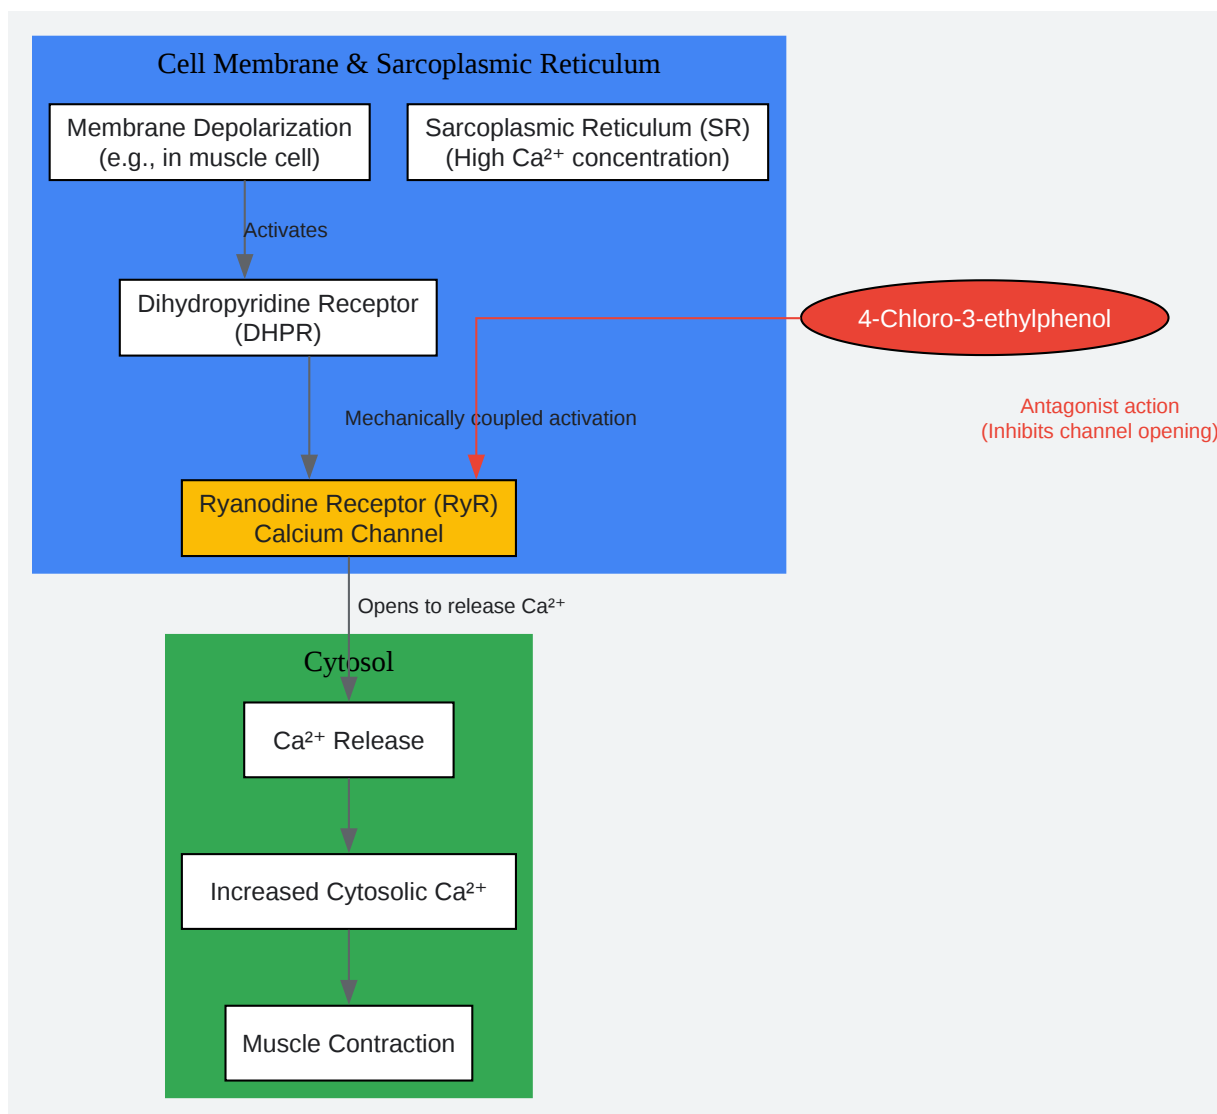 Cell Membrane & Sarcoplasmic Reticulum
Membrane Depolarization
(e.g., in muscle cell)
Sarcoplasmic Reticulum (SR)
(High Ca²⁺ concentration)
Activates
Dihydropyridine Receptor
(DHPR)
4-Chloro-3-ethylphenol
Mechanically coupled activation
Antagonist action
(Inhibits channel opening)
Ryanodine Receptor (RyR)
Calcium Channel
Opens to release Ca²⁺
Cytosol
Ca²⁺ Release
Increased Cytosolic Ca²⁺
Muscle Contraction